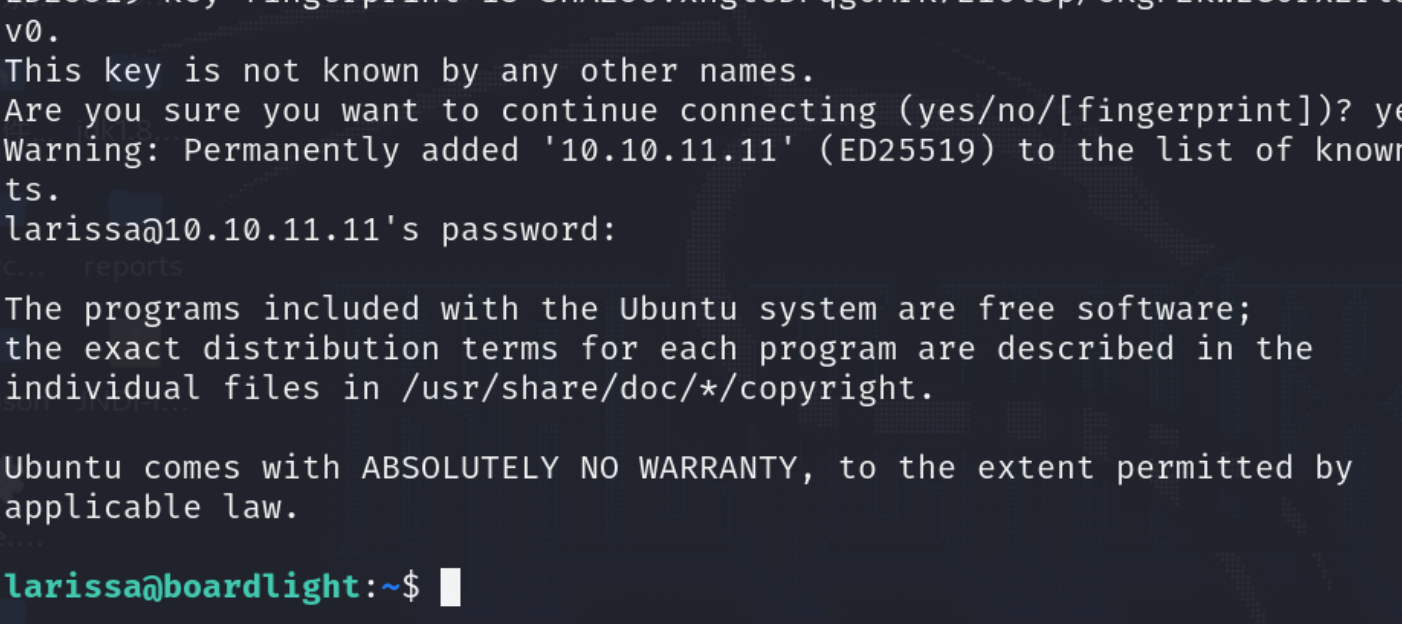 v0.
This key is not known by any other names.
Are you sure you want to continue connecting (yes/no/[fingerprint])? ye
Warning: Permanently added '10.10.11.11' (ED25519) to the list of known
ts.
larissa@10.10.11.11's password:
reports
The programs included with the Ubuntu system are free software;
the exact distribution terms for each program are described in the
individual files in /usr/share/doc/*/copyright.
Ubuntu comes with ABSOLUTELY NO WARRANTY, to the extent permitted by
applicable law.
larissa@boardlight:~$